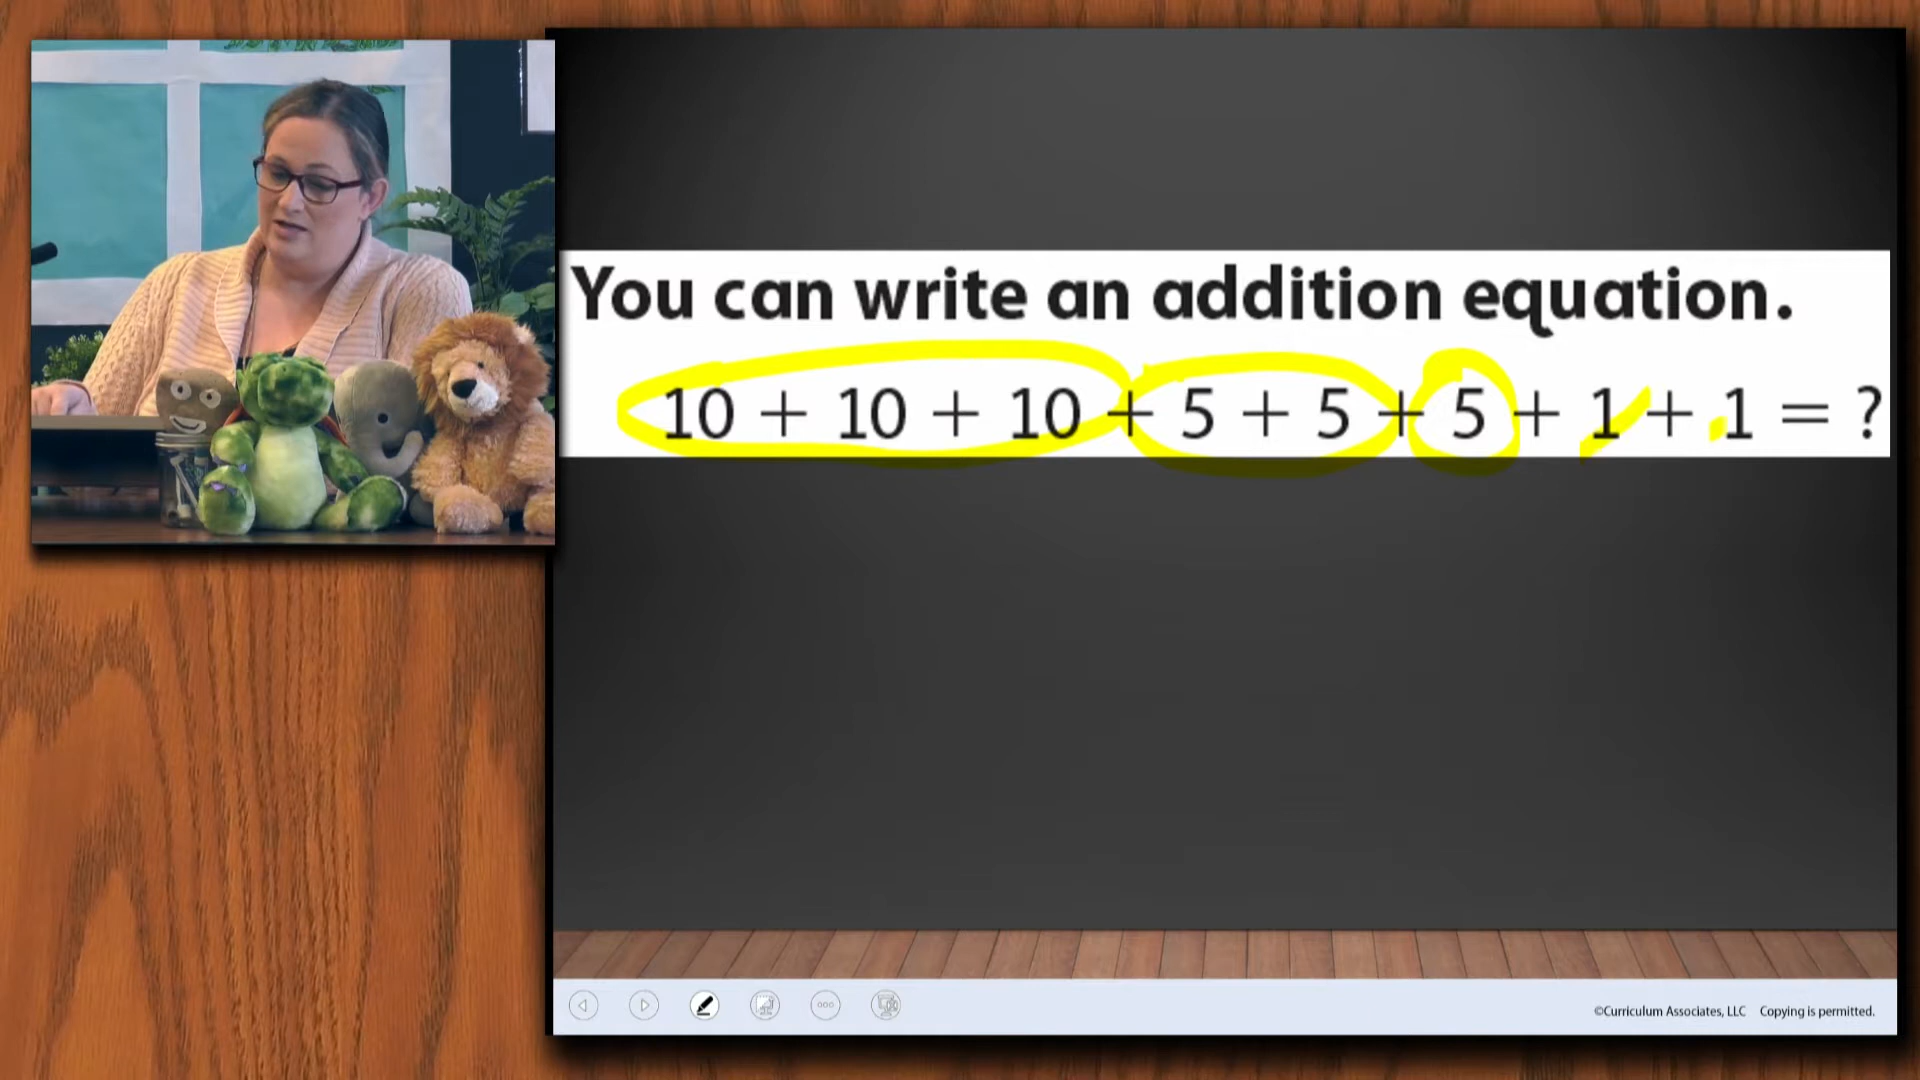 You can write an addition equation.
10 + 10 + 10 + 5 + 5 + 5 + 1 + 1 = ?
©Curriculum Associates, LLC Copying is permitted.